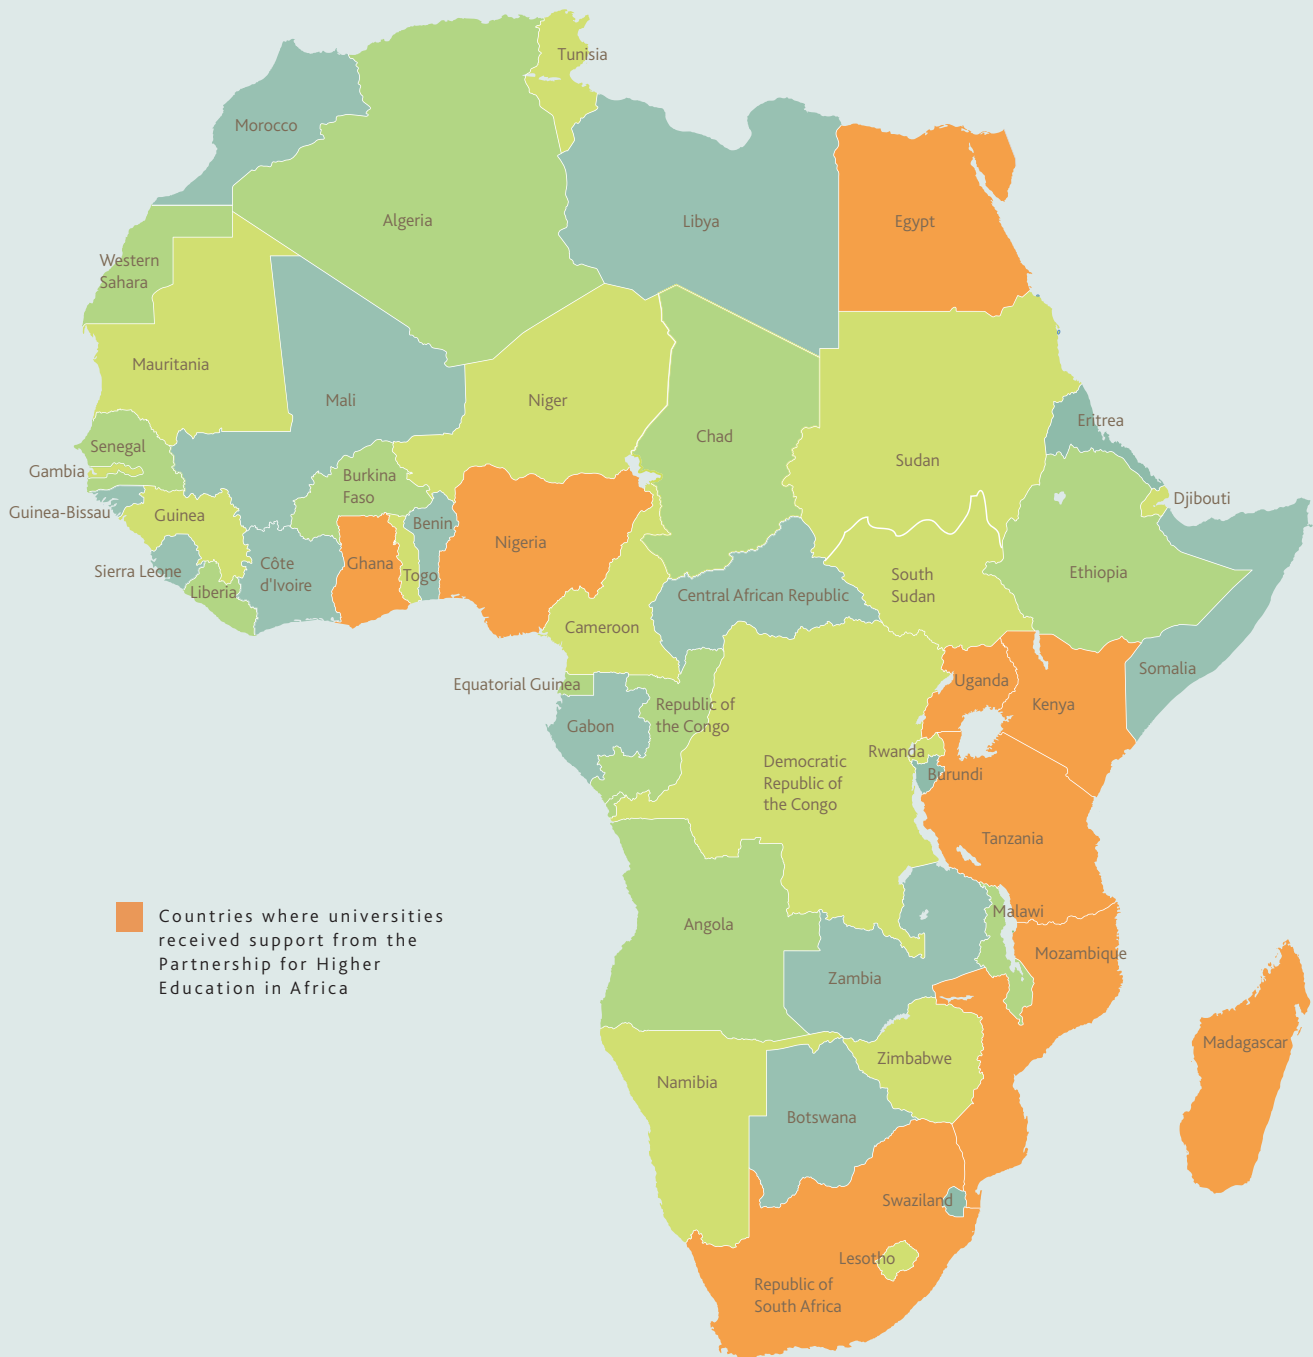 Tunisia
Morocco
Algeria
Libya
Egypt
Western
Sahara
Mauritania
Mali
Niger
Chad
Sudan
Eritrea
Senegal
Gambia
Burkina
Faso
Djibouti
Guinea-Bissau
Guinea
Benin
Nigeria
Côte
d'Ivoire
Ghana
Togo
Sierra Leone
Liberia
South
Sudan
Ethiopia
Central African Republic
Cameroon
Somalia
Equatorial Guinea
Uganda
Kenya
Gabon
Republic of
the Congo
Rwanda
Burundi
Democratic
Republic of
the Congo
Tanzania
Countries where universities
received support from the
Partnership for Higher
Education in Africa
Angola
Malawi
Mozambique
Zambia
Madagascar
Zimbabwe
Namibia
Botswana
Swaziland
Lesotho
Republic of
South Africa